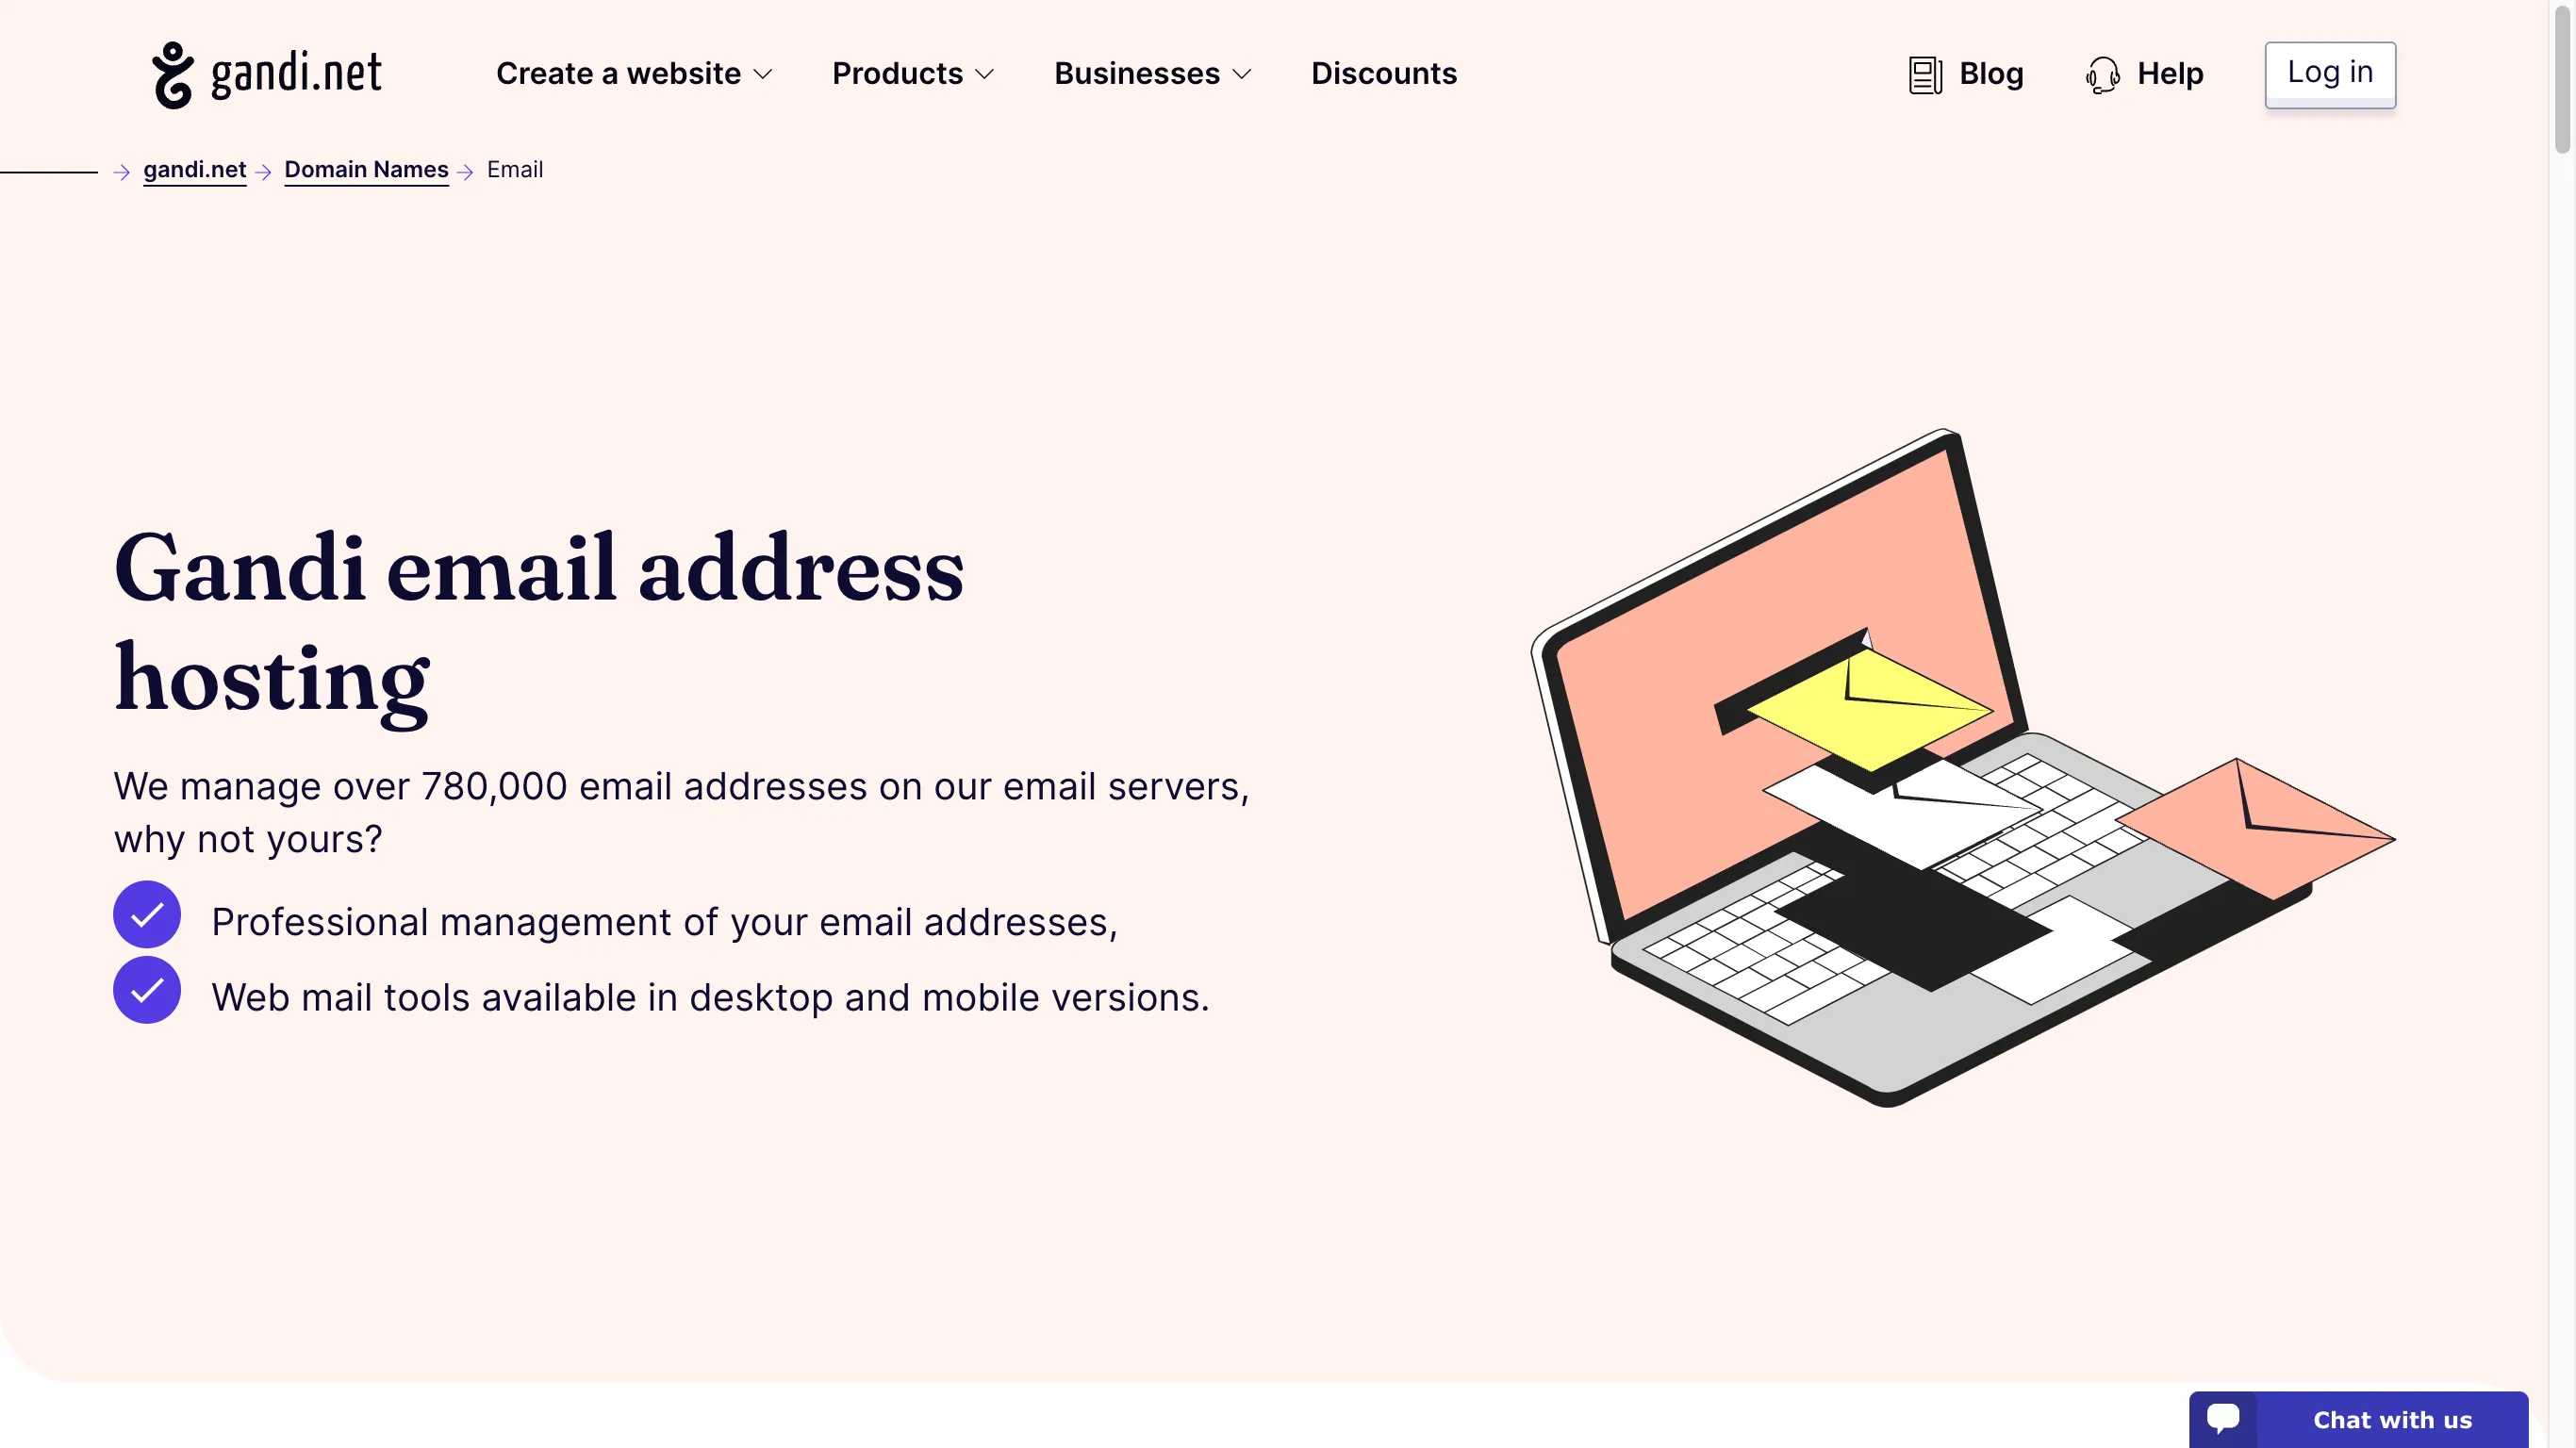 gandi.net
Create a website
Products
Businesses
Discounts
Blog
Help
Log in
gandi.net
Domain Names
Email
Gandi email address
hosting
We manage over 780,000 email addresses on our email servers,
why not yours?
Professional management of your email addresses,
Web mail tools available in desktop and mobile versions.
Chat with us